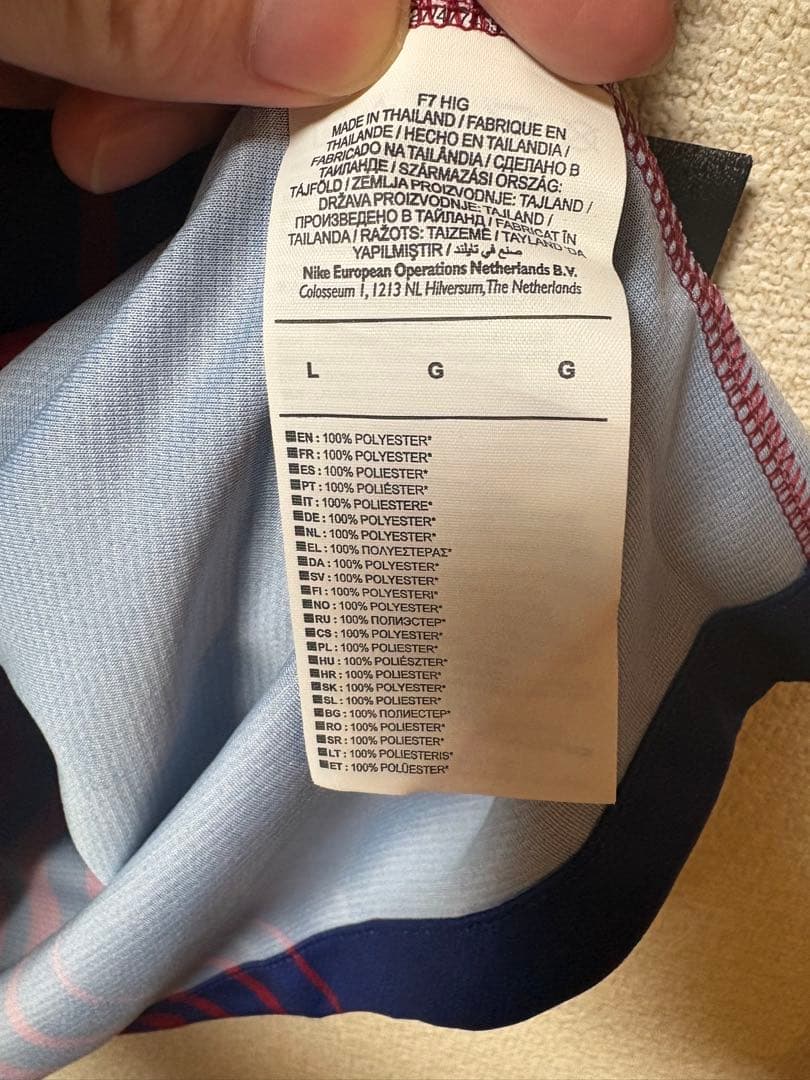 F7 HIG
MADE IN THAILAND / FABRIQUE EN
THAILANDE / HECHO EN TAILANDIA /
FABRICADO NA TAILÂNDIA / СДЕЛАНО В
ТАИЛАНДЕ / SZÁRMAZÁSI ORSZÁG:
TÁJFÖLD / ZEMLJA PROIZVODNJE: TAJLAND /
DRŽAVA PROIZVODNJE: TAJLAND /
ПРОИЗВЕДЕНО В ТАЙЛАНД / FABRICAT ÎN
TAILANDA / RAŽOTS: TAIZEMĒ / TAYLAND'DA
YAPILMIŞTIR / صنع في تايلند
Nike European Operations Netherlands B.V.
Colosseum 1, 1213 NL Hilversum, The Netherlands
L G G
EN : 100% POLYESTER*
FR : 100% POLYESTER*
ES : 100% POLIESTER*
PT : 100% POLIÉSTER*
IT : 100% POLIESTERE*
DE : 100% POLYESTER*
NL : 100% POLYESTER*
EL : 100% ΠΟΛΥΕΣΤΕΡΑΣ*
DA : 100% POLYESTER*
SV : 100% POLYESTER*
FI : 100% POLYESTERI*
NO : 100% POLYESTER*
RU : 100% ПОЛИЭСТЕР*
CS : 100% POLYESTER*
PL : 100% POLIESTER*
HU : 100% POLIÉSZTER*
HR : 100% POLIESTER*
SK : 100% POLYESTER*
SL : 100% POLIESTER*
BG : 100% ПОЛИЕСТЕР*
RO : 100% POLIESTER*
SR : 100% POLIESTER*
LT : 100% POLIESTERIS*
ET : 100% POLÜESTER*